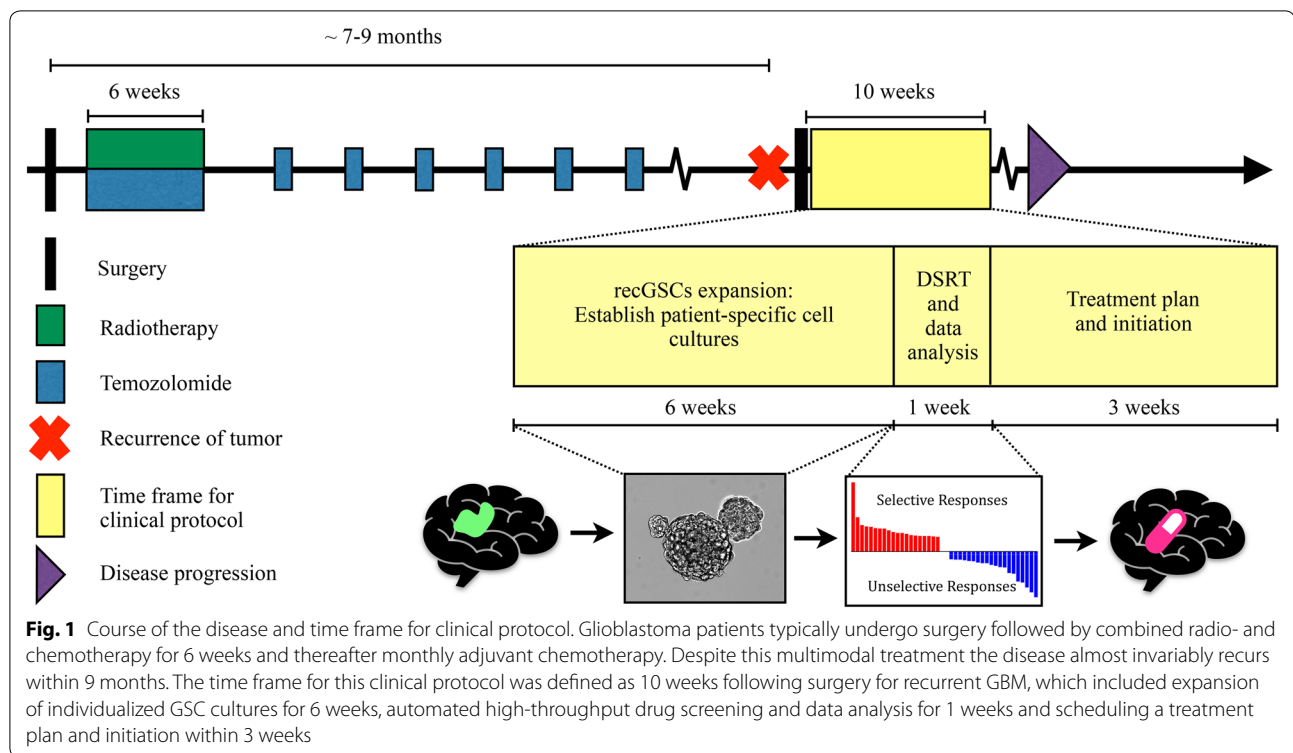 ~ 7-9 months
6 weeks
10 weeks
Surgery
Radiotherapy
Temozolomide
Recurrence of tumor
Time frame for
clinical protocol
Disease progression
recGSCs expansion:
Establish patient-specific cell
cultures
DSRT
and
data
analysis
Treatment plan
and initiation
6 weeks
1 week
3 weeks
Selective Responses
Unselective Responses
Fig. 1 Course of the disease and time frame for clinical protocol. Glioblastoma patients typically undergo surgery followed by combined radio- and
chemotherapy for 6 weeks and thereafter monthly adjuvant chemotherapy. Despite this multimodal treatment the disease almost invariably recurs
within 9 months. The time frame for this clinical protocol was defined as 10 weeks following surgery for recurrent GBM, which included expansion
of individualized GSC cultures for 6 weeks, automated high-throughput drug screening and data analysis for 1 weeks and scheduling a treatment
plan and initiation within 3 weeks